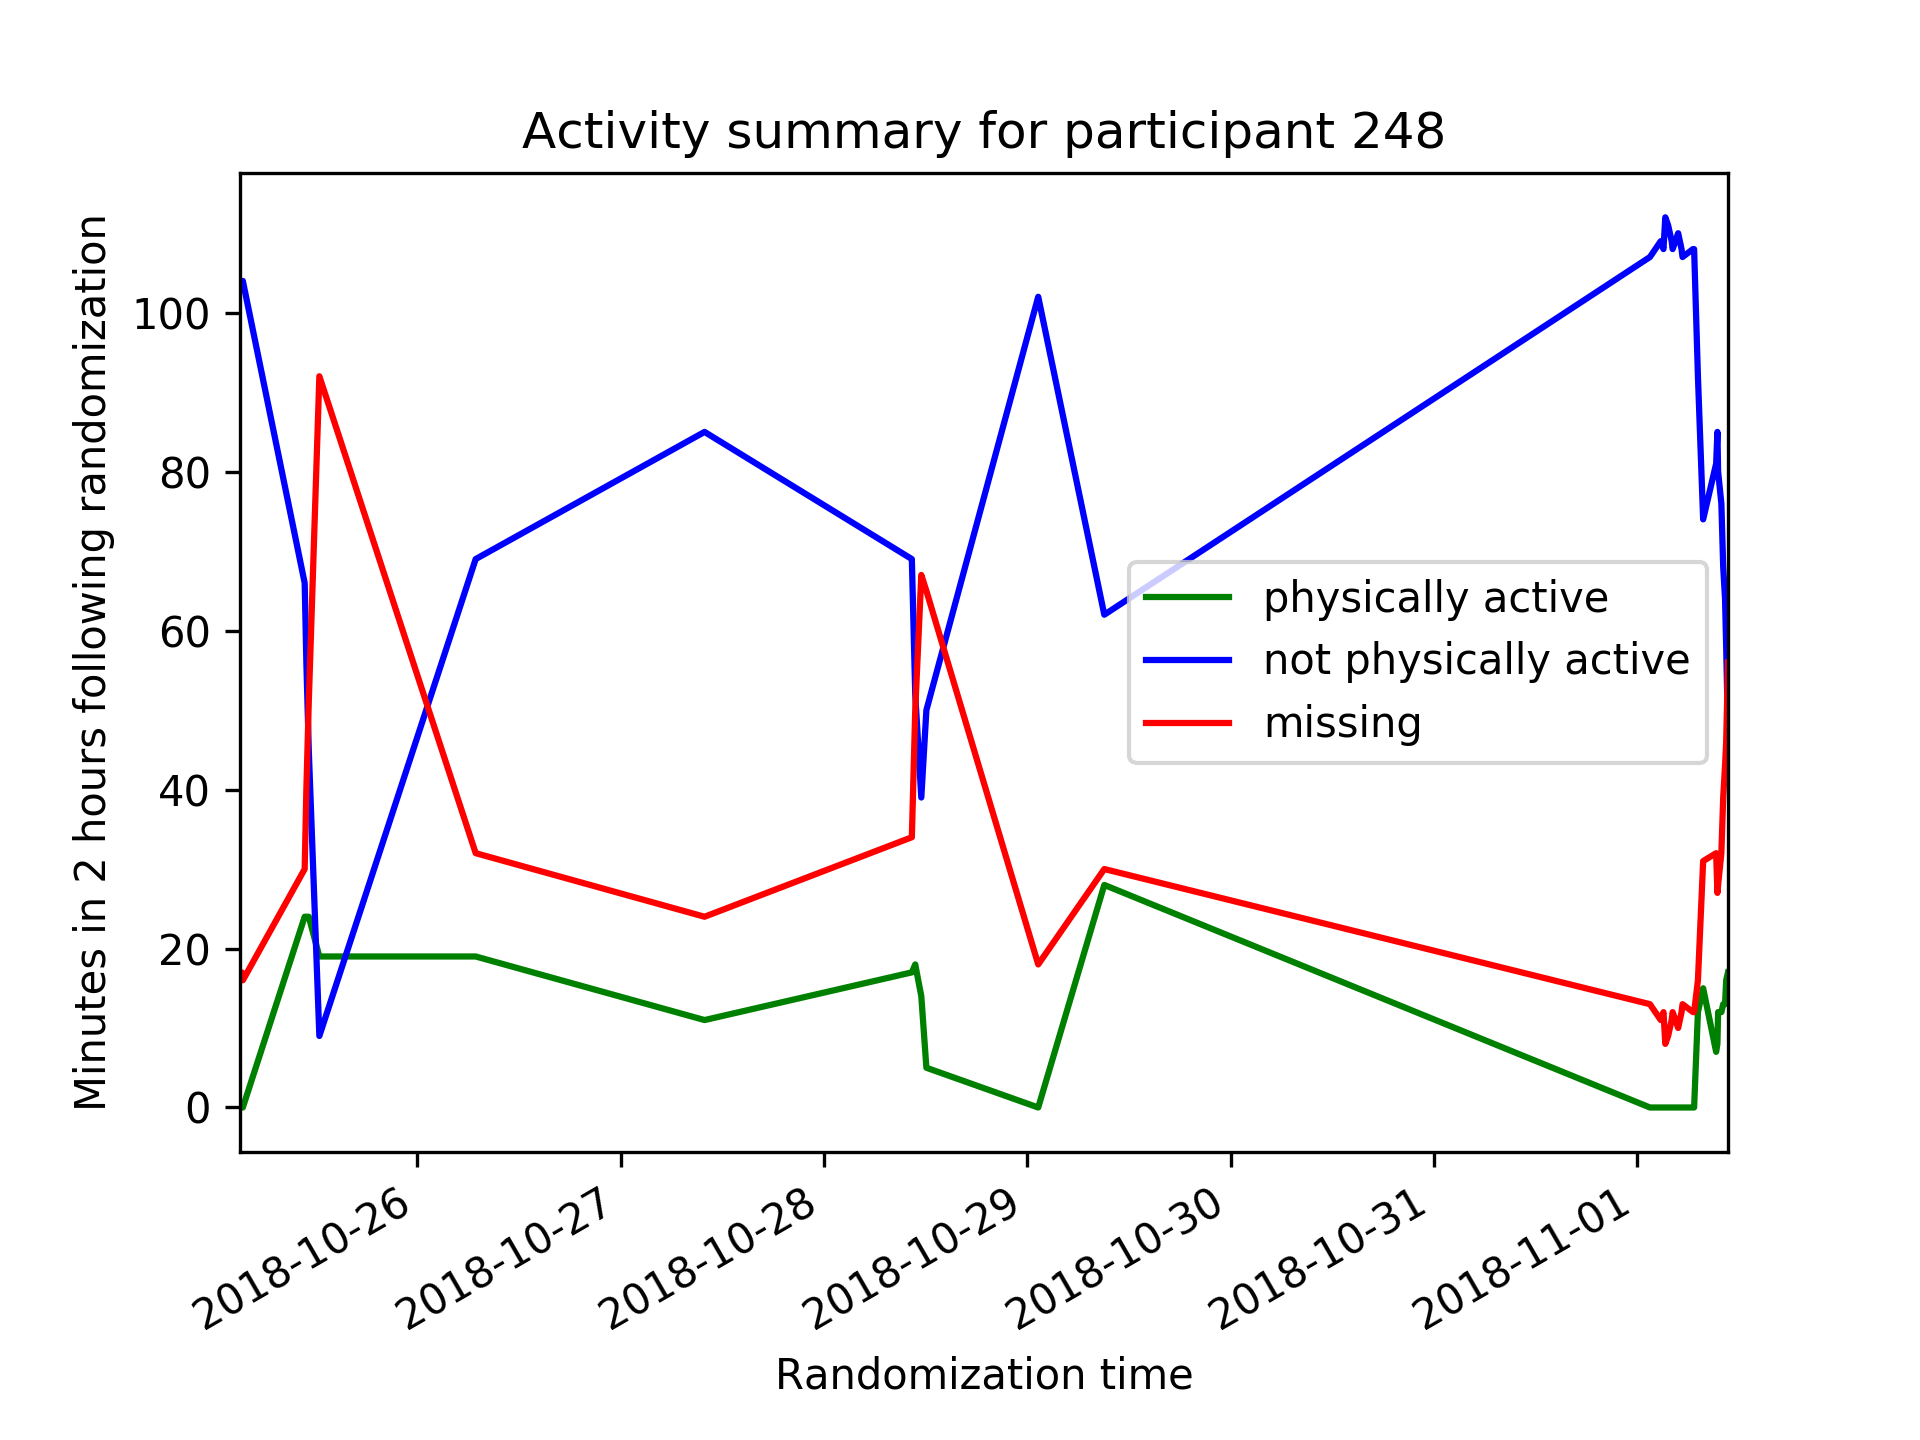 Activity summary for participant 248
Minutes in 2 hours following randomization
100
80
60
40
20
0
physically active
not physically active
missing
2018-10-26
2018-10-27
2018-10-28
2018-10-29
2018-10-30
2018-10-31
2018-11-01
Randomization time